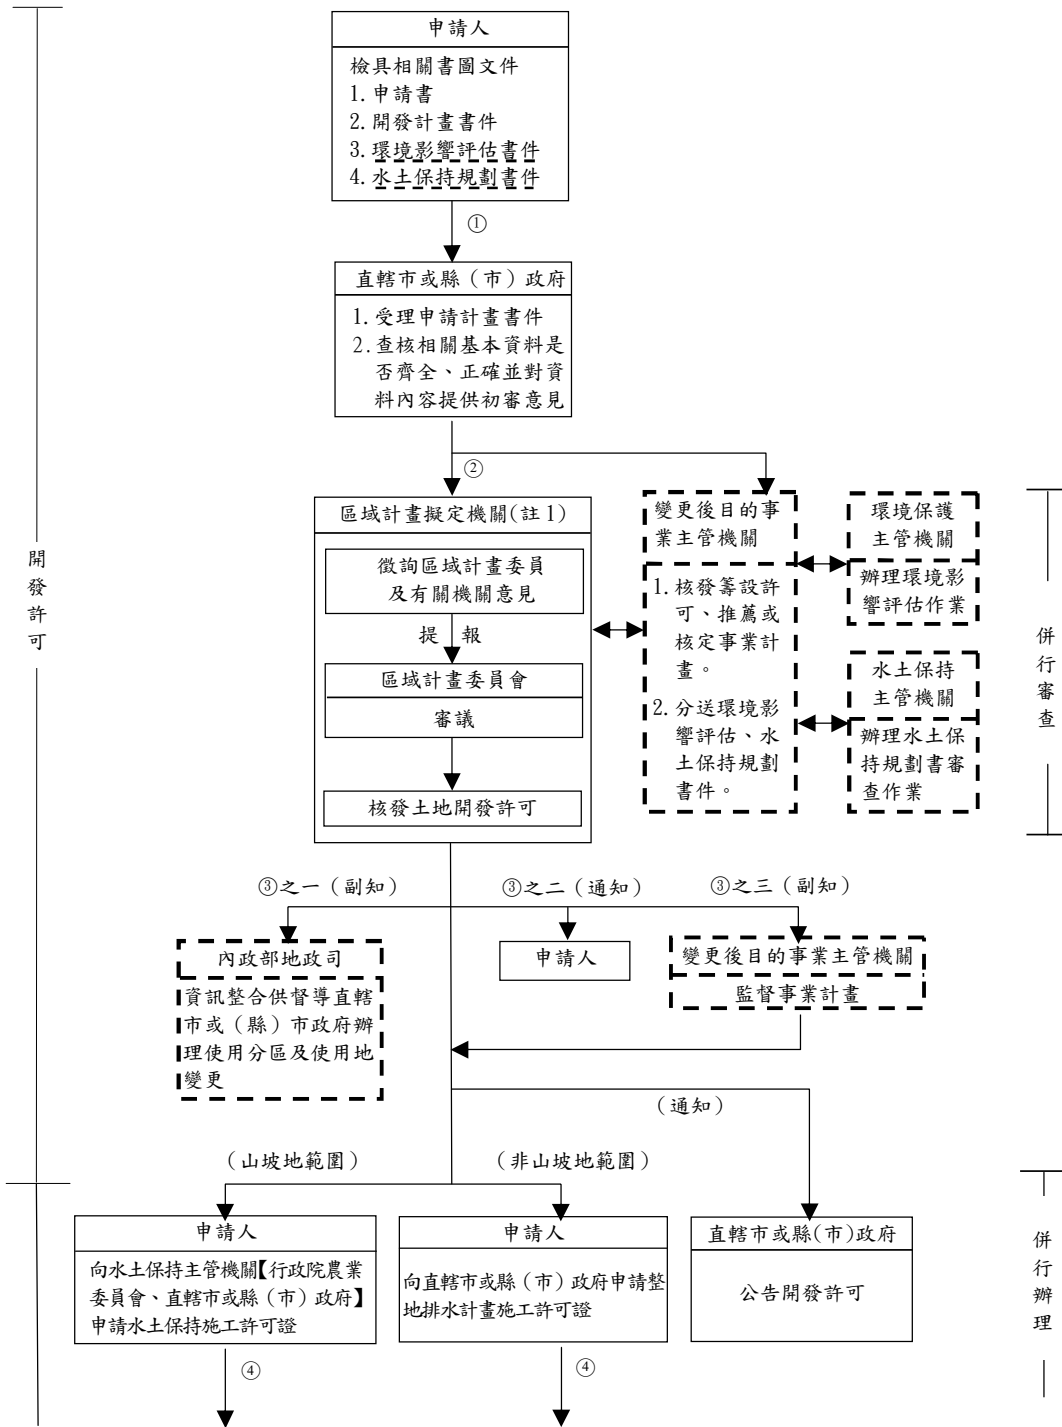 申請人
檢具相關書圖文件
1.申請書
2.開發計畫書件
3.環境影響評估書件
4.水土保持規劃書件
①
直轄市或縣（市）政府
1.受理申請計畫書件
2.查核相關基本資料是
否齊全、正確並對資
料內容提供初審意見
②
區域計畫擬定機關(註1)
徵詢區域計畫委員
及有關機關意見
提 報
區域計畫委員會
審議
核發土地開發許可
變更後目的事
業主管機關
1.核發籌設許
可、推薦或
核定事業計
畫。
2.分送環境影
響評估、水
土保持規劃
書件。
環境保護
主管機關
辦理環境影
響評估作業
水土保持
主管機關
辦理水土保
持規劃書審
查作業
開發許可
併行審查
③之一（副知）
③之二（通知）
③之三（副知）
內政部地政司
資訊整合供督導直轄
市或（縣）市政府辦
理使用分區及使用地
變更
申請人
變更後目的事業主管機關
監督事業計畫
（通知）
（山坡地範圍）
（非山坡地範圍）
申請人
向水土保持主管機關【行政院農業
委員會、直轄市或縣（市）政府】
申請水土保持施工許可證
申請人
向直轄市或縣（市）政府申請整
地排水計畫施工許可證
直轄市或縣(市)政府
公告開發許可
併行辦理
④
④